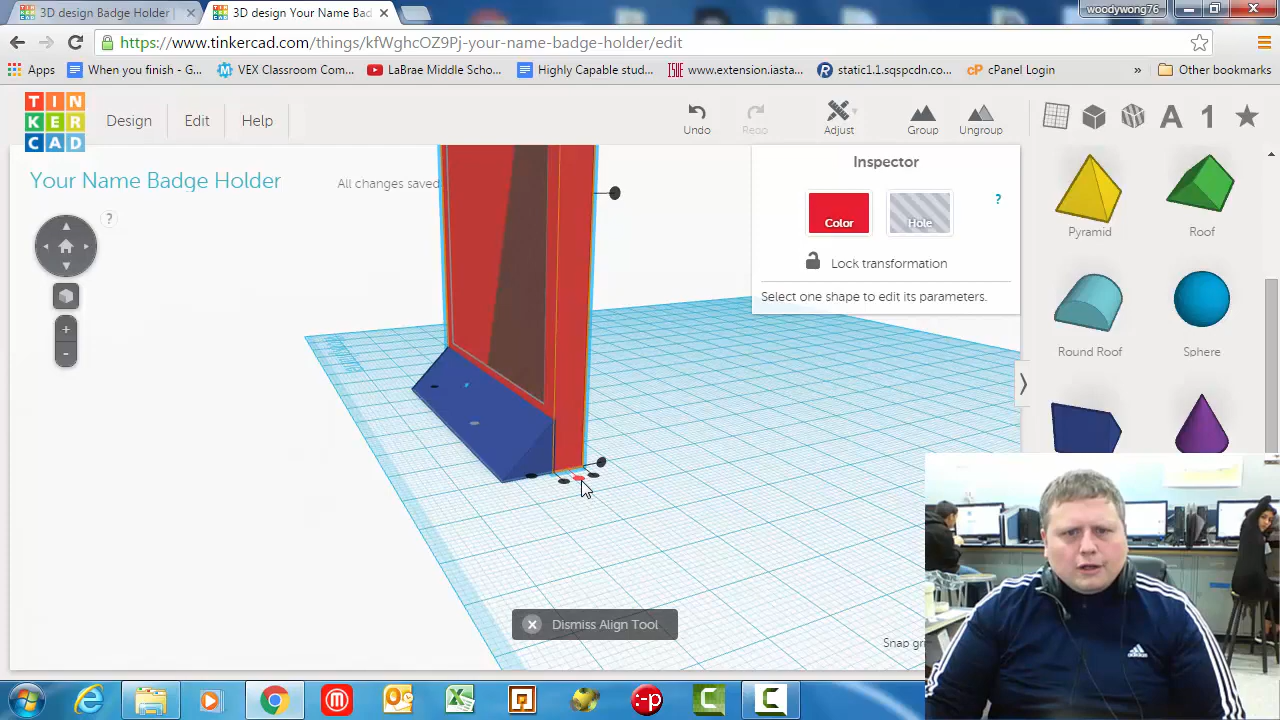 3D design Badge Holder
3D design Your Name Bad
woodywong76
https://www.tinkercad.com/things/kfWghcOZ9Pj-your-name-badge-holder/edit
Apps
When you finish - G...
VEX Classroom Com...
LaBrae Middle Scho...
Highly Capable stud...
www.extension.iasta...
static1.1.sqspcdn.co...
cPanel Login
»
Other bookmarks
TIN
KER
CAD
Design
Edit
Help
Undo
Redo
Adjust
Group
Ungroup
A
1
Your Name Badge Holder
All changes saved
?
Inspector
Color
Hole
?
Lock transformation
Select one shape to edit its parameters.
Pyramid
Roof
Round Roof
Sphere
+
-
Dismiss Align Tool
Snap gr
adidas